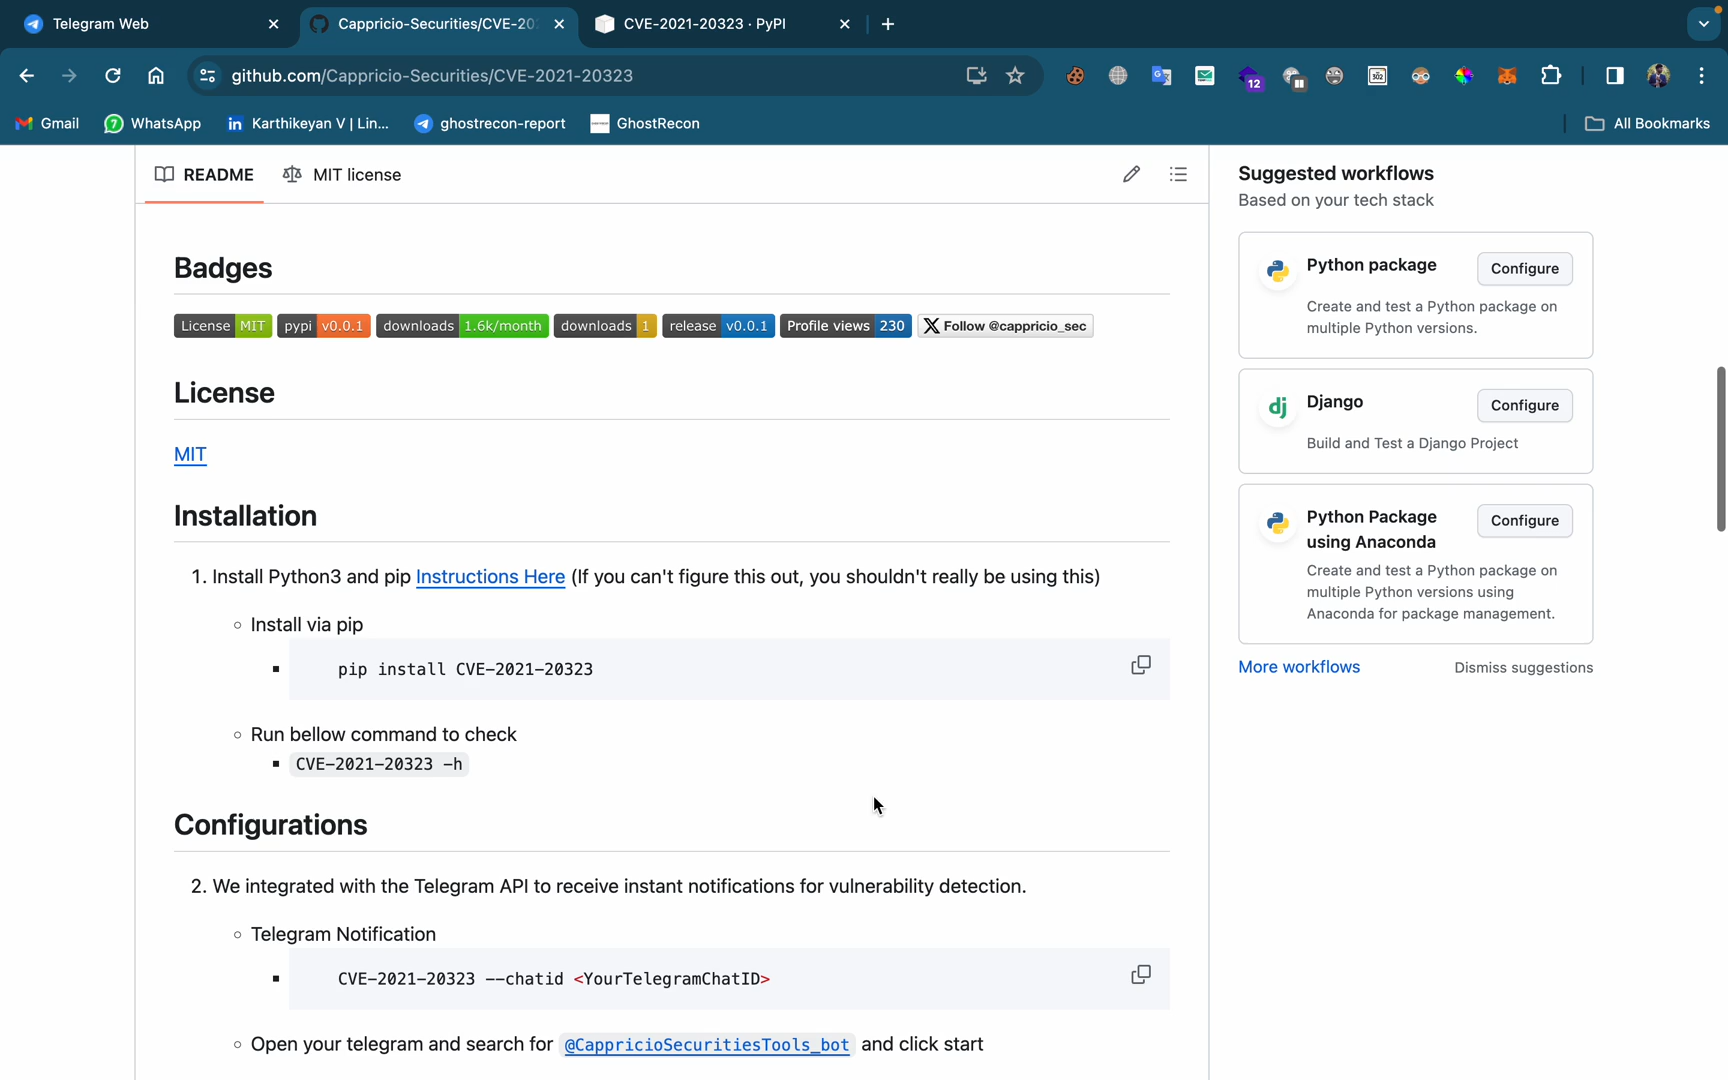 Telegram Web
Cappricio-Securities/CVE-20
CVE-2021-20323 · PyPI
github.com/Cappricio-Securities/CVE-2021-20323
12
302
Gmail
7
WhatsApp
in
Karthikeyan V | Lin...
ghostrecon-report
GhostRecon
All Bookmarks
README
MIT license
Badges
License MIT
pypi v0.0.1
downloads 1.6k/month
downloads 1
release v0.0.1
Profile views 230
X Follow @cappricio_sec
License
MIT
Installation
1. Install Python3 and pip Instructions Here (If you can't figure this out, you shouldn't really be using this)
Install via pip
pip install CVE-2021-20323
Run bellow command to check
CVE-2021-20323 -h
Configurations
2. We integrated with the Telegram API to receive instant notifications for vulnerability detection.
Telegram Notification
CVE-2021-20323 --chatid <YourTelegramChatID>
Open your telegram and search for @CappricioSecuritiesTools_bot and click start
Suggested workflows
Based on your tech stack
Python package
Configure
Create and test a Python package on
multiple Python versions.
dj
Django
Configure
Build and Test a Django Project
Python Package
using Anaconda
Configure
Create and test a Python package on
multiple Python versions using
Anaconda for package management.
More workflows
Dismiss suggestions